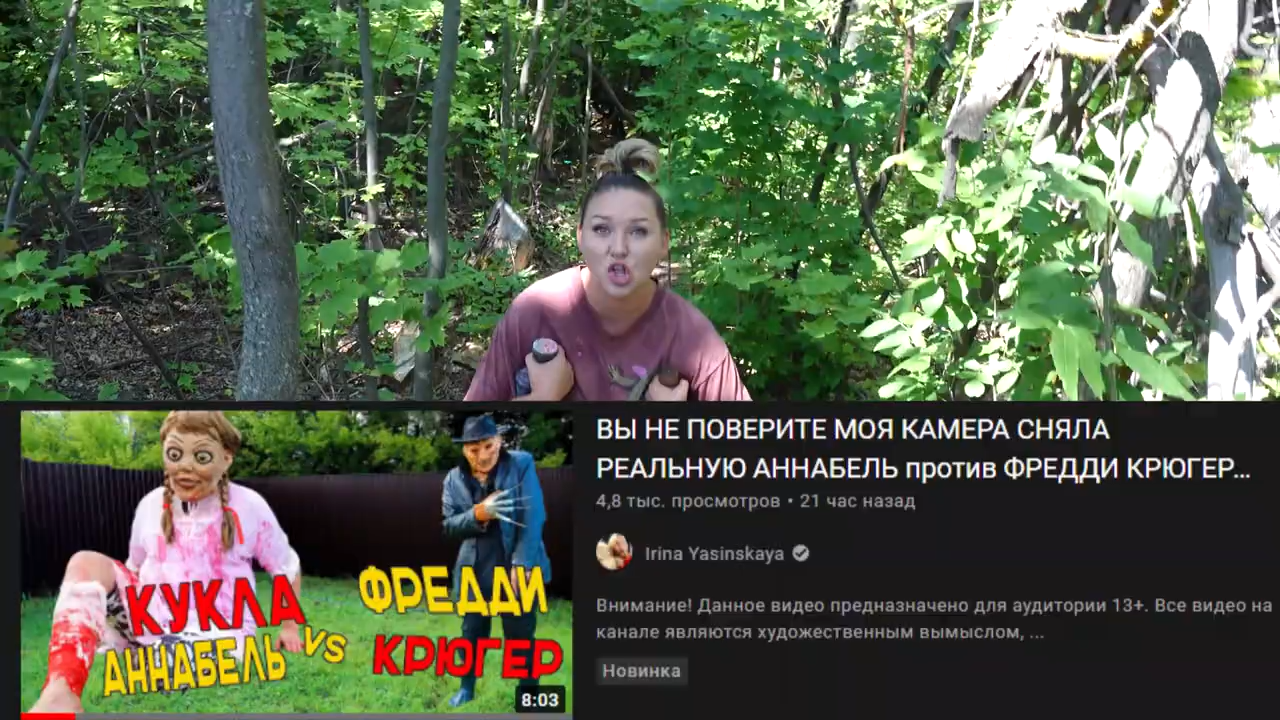 ВЫ НЕ ПОВЕРИТЕ МОЯ КАМЕРА СНЯЛА
РЕАЛЬНУЮ АННАБЕЛЬ против ФРЕДДИ КРЮГЕР...
4,8 тыс. просмотров • 21 час назад
Irina Yasinskaya
Внимание! Данное видео предназначено для аудитории 13+. Все видео на
канале являются художественным вымыслом, ...
Новинка
КУКЛА
АННАБЕЛЬ
VS
ФРЕДДИ
КРЮГЕР
8:03